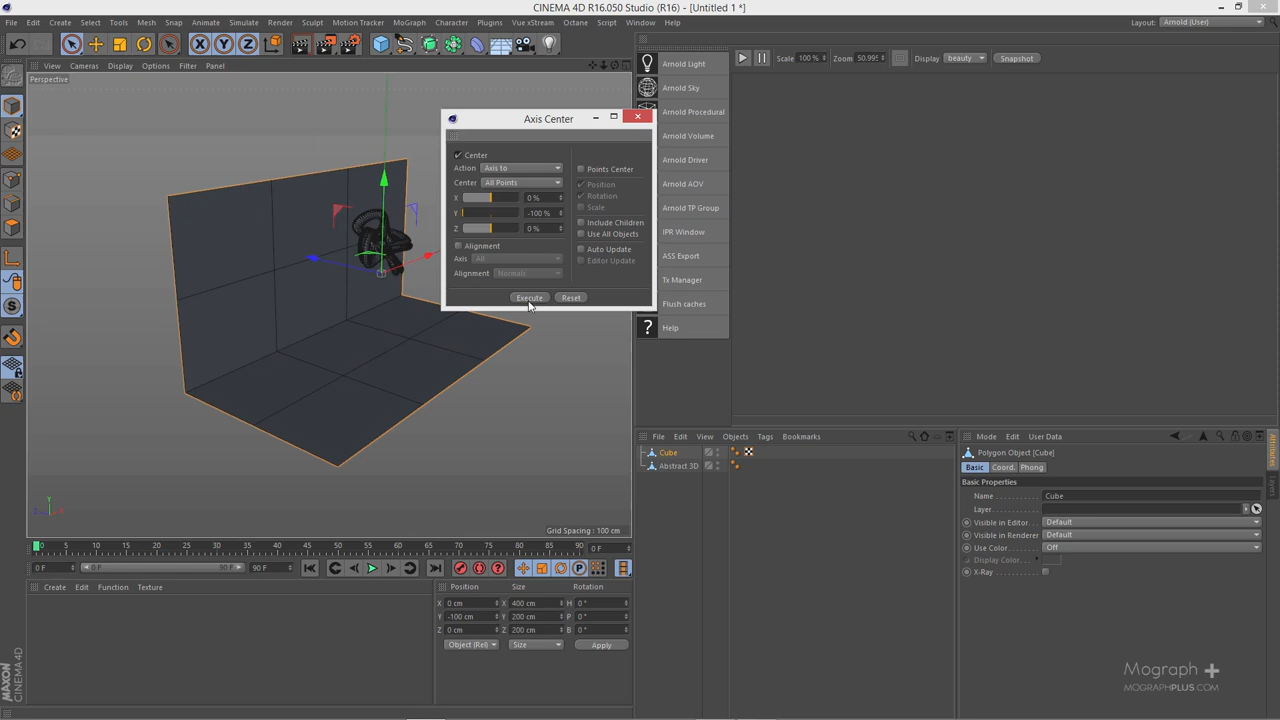 CINEMA 4D R16.050 Studio (R16) - [Untitled 1 *]
File Edit Create Select Tools Mesh Snap Animate Simulate Render Sculpt Motion Tracker MoGraph Character Plugins Vue xStream Octane Script Window Help
Layout: Arnold (User)
View Cameras Display Options Filter Panel
Perspective
Scale 100 % Zoom 50.995 Display beauty Snapshot
Arnold Light
Arnold Sky
Arnold Procedural
Arnold Volume
Arnold Driver
Arnold AOV
Arnold TP Group
IPR Window
ASS Export
Tx Manager
Flush caches
? Help
Axis Center
Center
Action Axis to
Center All Points
X 0 %
Y -100 %
Z 0 %
Alignment
Axis All
Alignment Normals
Points Center
Position
Rotation
Scale
Include Children
Use All Objects
Auto Update
Editor Update
Execute Reset
Y
Z X
Grid Spacing : 100 cm
0 5 10 15 20 25 30 35 40 45 50 55 60 65 70 75 80 85 90 0 F
0 F 0 F 90 F 90 F
Create Edit Function Texture
Position Size Rotation
X 0 cm X 400 cm H 0 °
Y -100 cm Y 200 cm P 0 °
Z 0 cm Z 200 cm B 0 °
Object (Rel) Size Apply
File Edit View Objects Tags Bookmarks
Cube
Abstract 3D
Mode Edit User Data
Polygon Object [Cube]
Basic Coord. Phong
Basic Properties
Name Cube
Layer
Visible in Editor Default
Visible in Renderer Default
Use Color Off
Display Color
X-Ray
Attributes
Layers
MAXON
CINEMA 4D
Mograph +
MOGRAPHPLUS.COM